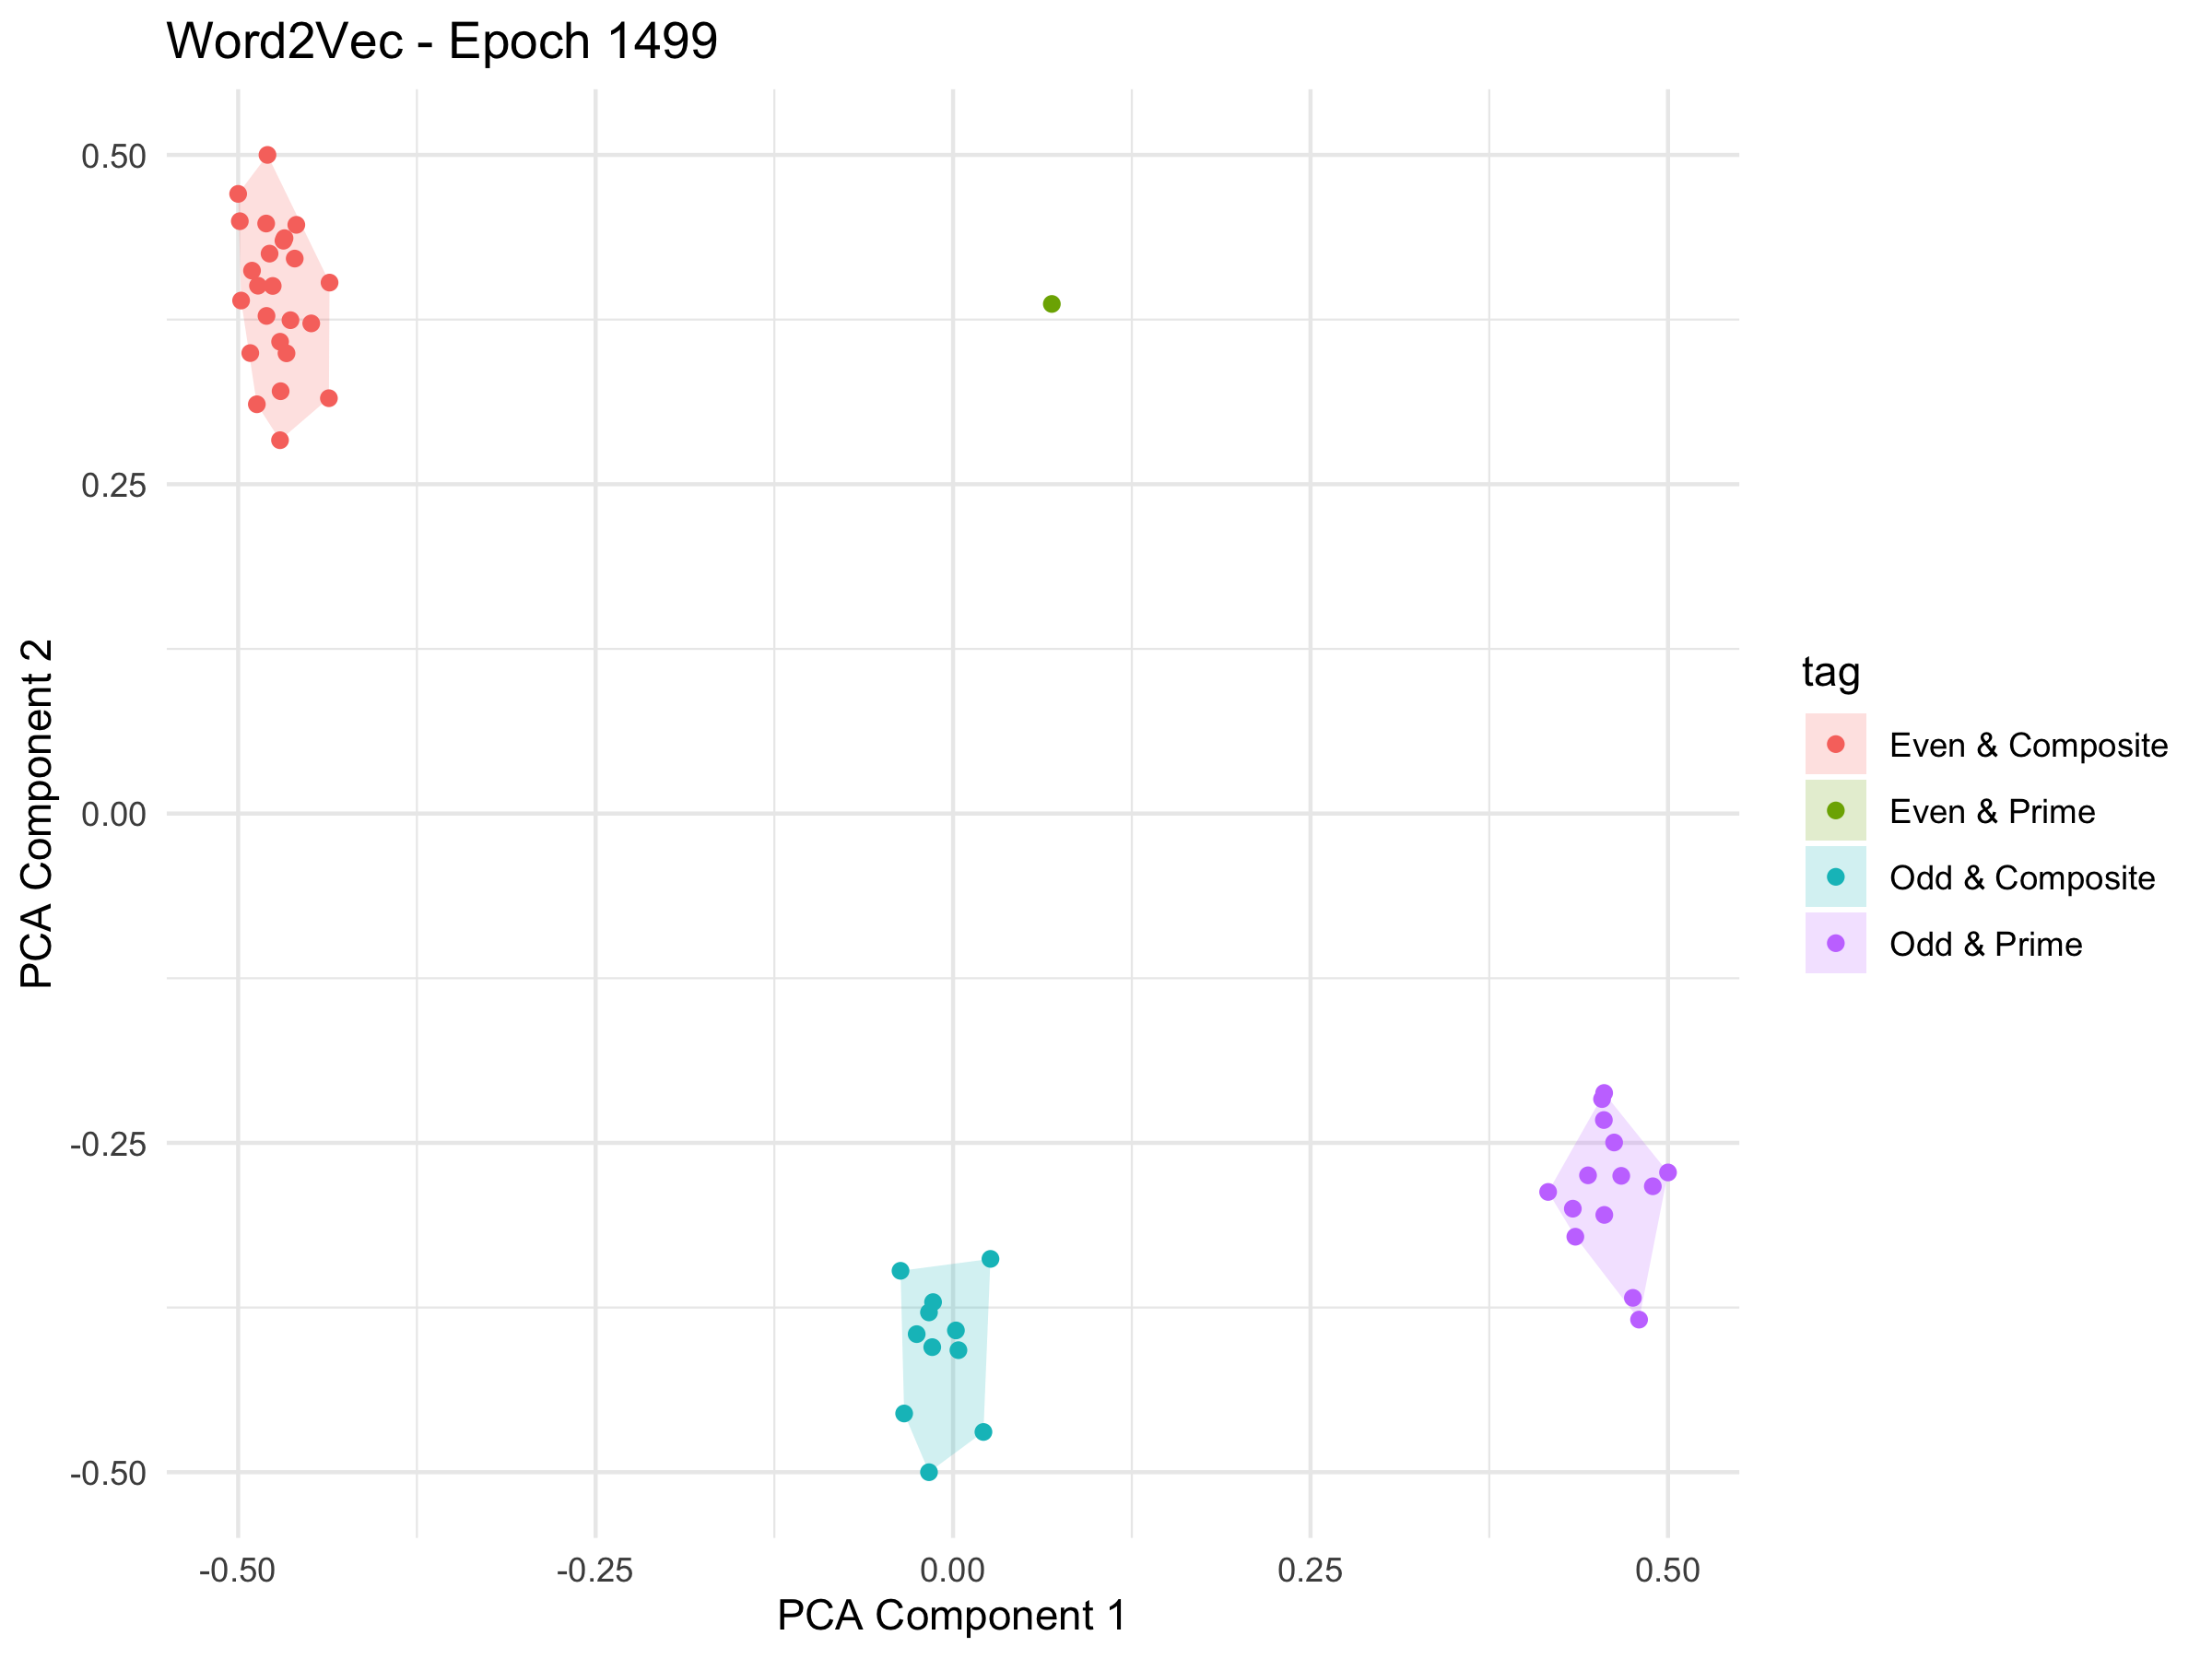 Word2Vec - Epoch 1499
0.50
0.25
0.00
-0.25
-0.50
PCA Component 2
-0.50 -0.25 0.00 0.25 0.50
PCA Component 1
tag
Even & Composite
Even & Prime
Odd & Composite
Odd & Prime